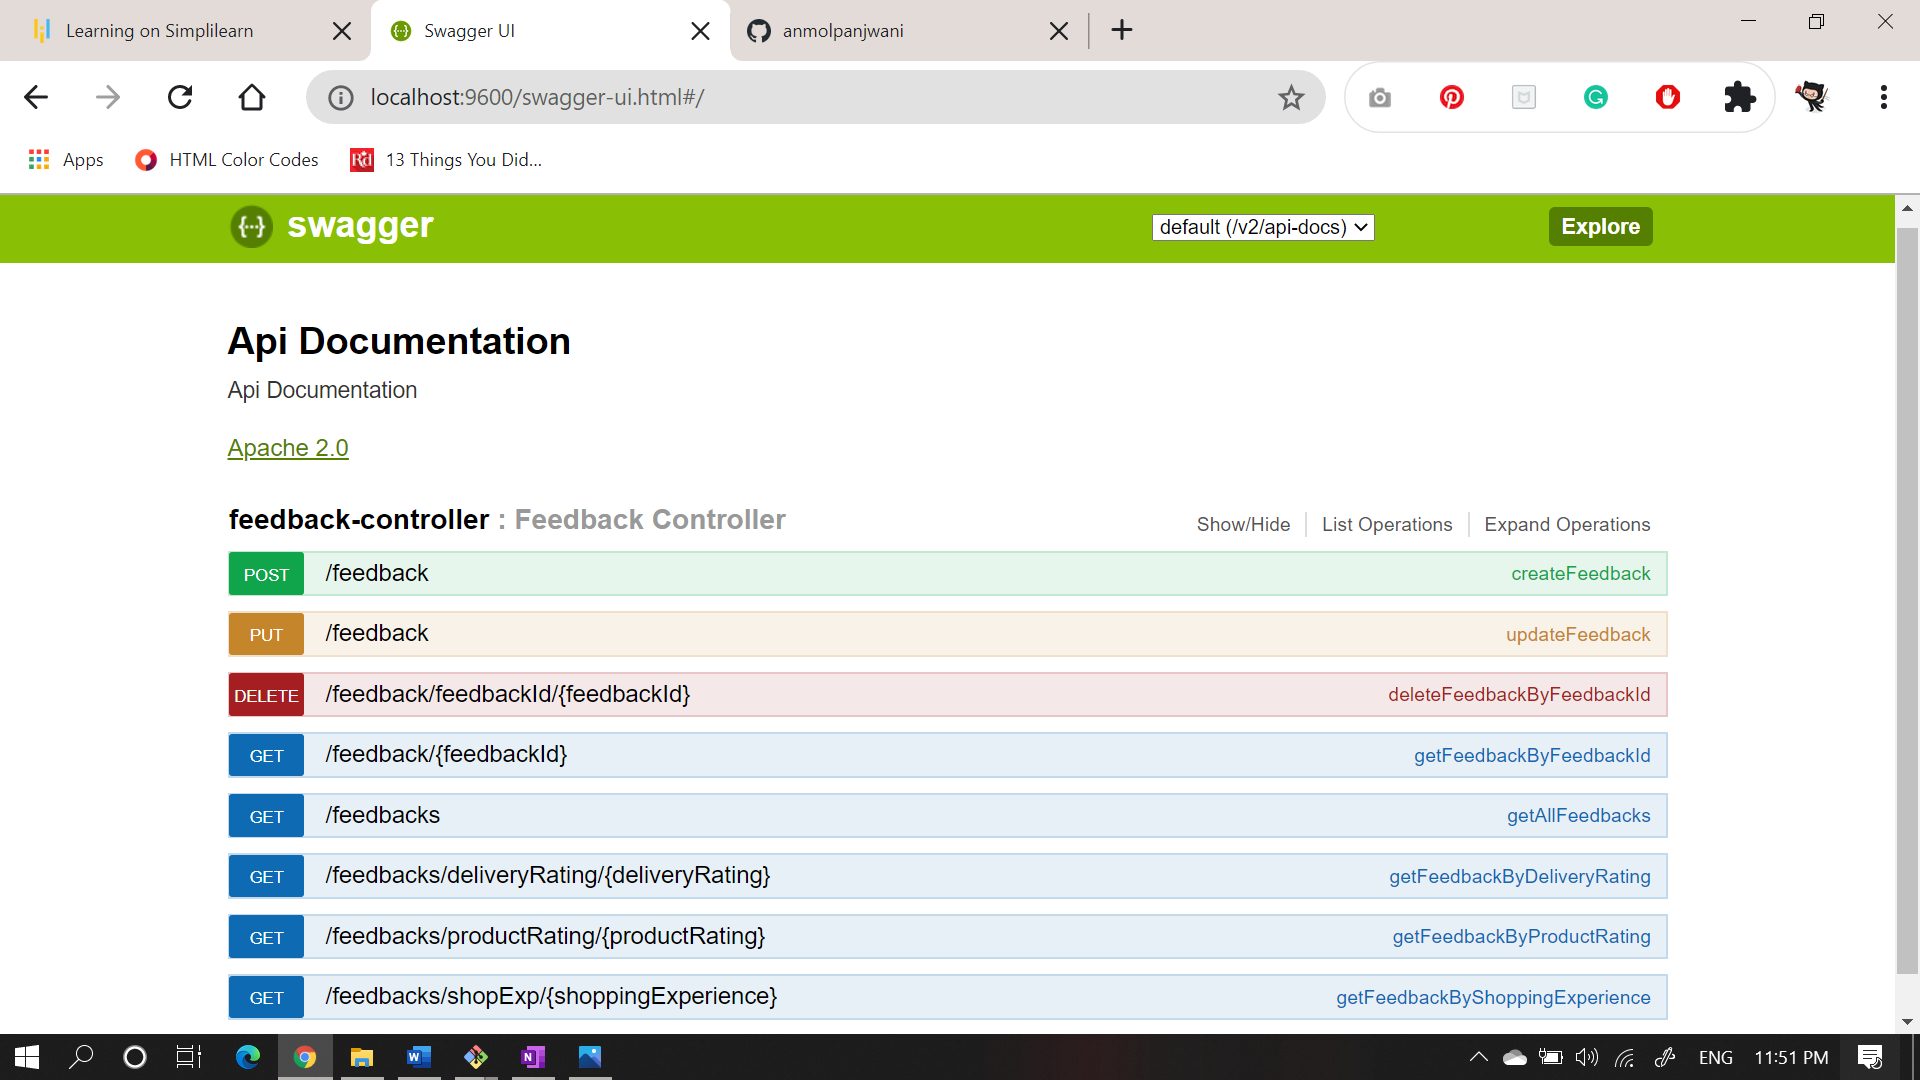 Learning on Simplilearn
Swagger UI
anmolpanjwani
localhost:9600/swagger-ui.html#/
Apps
HTML Color Codes
Rd
13 Things You Did...
{···} swagger
default (/v2/api-docs)
Explore
Api Documentation
Api Documentation
Apache 2.0
feedback-controller : Feedback Controller
Show/Hide
List Operations
Expand Operations
POST /feedback createFeedback
PUT /feedback updateFeedback
DELETE /feedback/feedbackId/{feedbackId} deleteFeedbackByFeedbackId
GET /feedback/{feedbackId} getFeedbackByFeedbackId
GET /feedbacks getAllFeedbacks
GET /feedbacks/deliveryRating/{deliveryRating} getFeedbackByDeliveryRating
GET /feedbacks/productRating/{productRating} getFeedbackByProductRating
GET /feedbacks/shopExp/{shoppingExperience} getFeedbackByShoppingExperience
ENG
11:51 PM